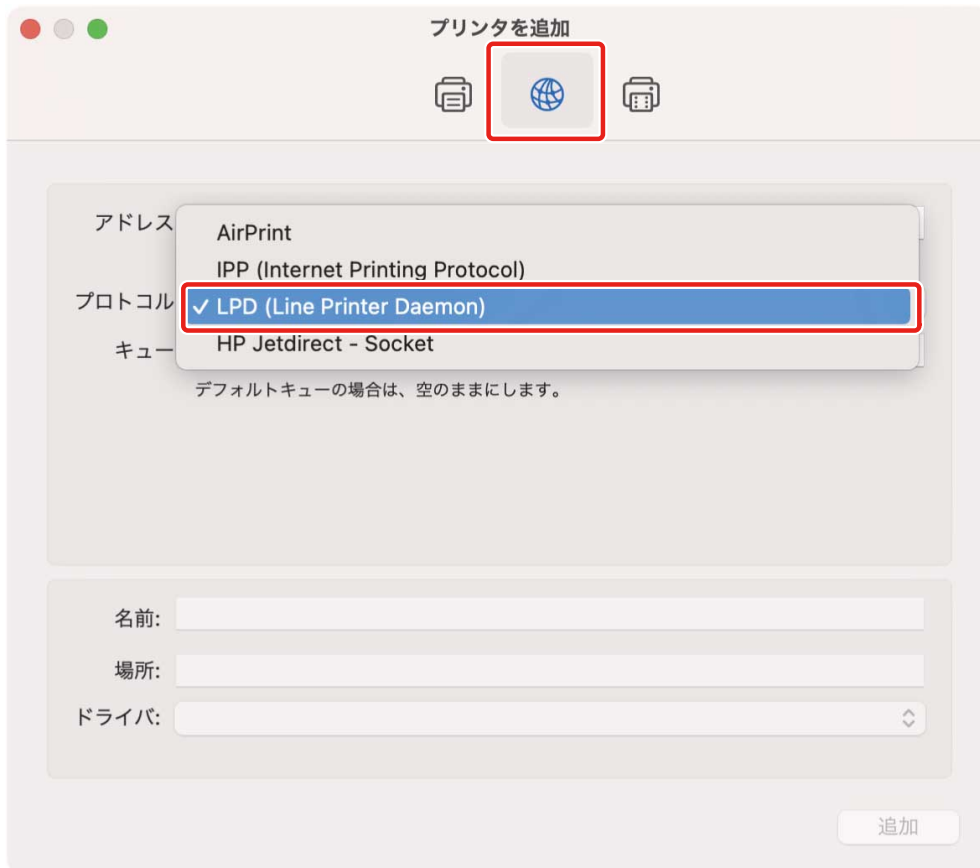 プリンタを追加
アドレス
AirPrint
IPP (Internet Printing Protocol)
プロトコル
✓ LPD (Line Printer Daemon)
キュー
HP Jetdirect - Socket
デフォルトキューの場合は、空のままにします。
名前:
場所:
ドライバ:
追加